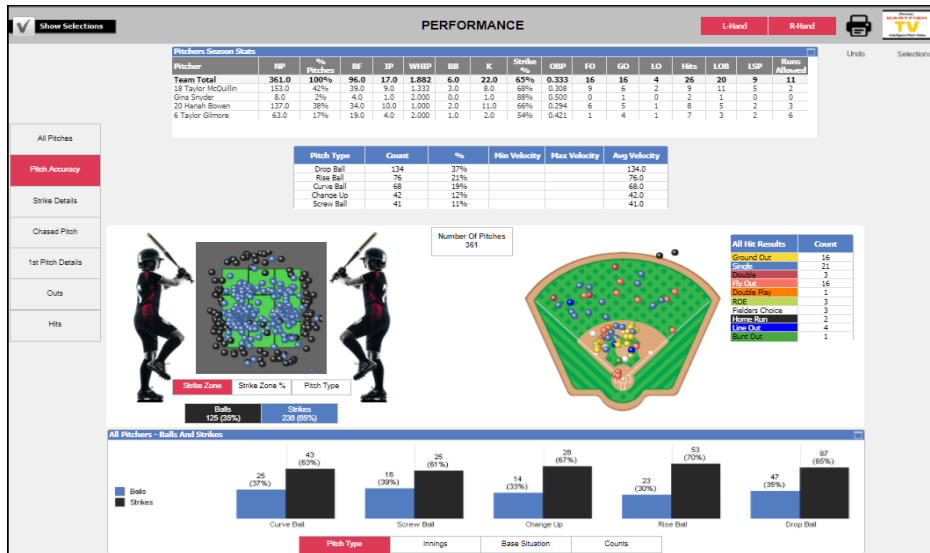 Show Selections
PERFORMANCE
L-Hand R-Hand
DARTFISH
TV
Undo Selections
Pitchers Season Stats
Pitcher NP % Pitches BF IP WHIP BB K Strike % OBP FO GO LO Hits LOB LSP Runs Allowed
Team Total 361.0 100% 96.0 17.0 1.882 6.0 22.0 65% 0.333 16 16 4 26 20 9 11
18 Taylor McQuillin 153.0 42% 39.0 9.0 1.333 3.0 8.0 68% 0.308 9 6 2 9 11 5 2
Gina Snyder 8.0 2% 4.0 1.0 2.000 0.0 1.0 88% 0.500 0 1 0 2 1 0 0
20 Hanah Bowen 137.0 38% 34.0 10.0 1.000 2.0 11.0 66% 0.294 6 5 1 8 5 2 3
6 Taylor Gilmore 63.0 17% 19.0 4.0 2.000 1.0 2.0 54% 0.421 1 4 1 7 3 2 6
All Pitches
Pitch Accuracy
Strike Details
Chased Pitch
1st Pitch Details
Outs
Hits
Pitch Type Count % Min Velocity Max Velocity Avg Velocity
Drop Ball 134 37% 134.0
Rise Ball 76 21% 76.0
Curve Ball 68 19% 68.0
Change Up 42 12% 42.0
Screw Ball 41 11% 41.0
Number Of Pitches
361
All Hit Results Count
Ground Out 16
Single 21
Double 3
Fly Out 16
Double Play 1
ROE 3
Fielders Choice 3
Home Run 2
Line Out 4
Bunt Out 1
Strike Zone Strike Zone % Pitch Type
Balls Strikes
125 (35%) 236 (65%)
All Pitchers - Balls And Strikes
Balls
Strikes
25 (37%) 43 (63%) 16 (39%) 25 (61%) 14 (33%) 28 (67%) 23 (30%) 53 (70%) 47 (35%) 87 (65%)
Curve Ball Screw Ball Change Up Rise Ball Drop Ball
Pitch Type Innings Base Situation Counts